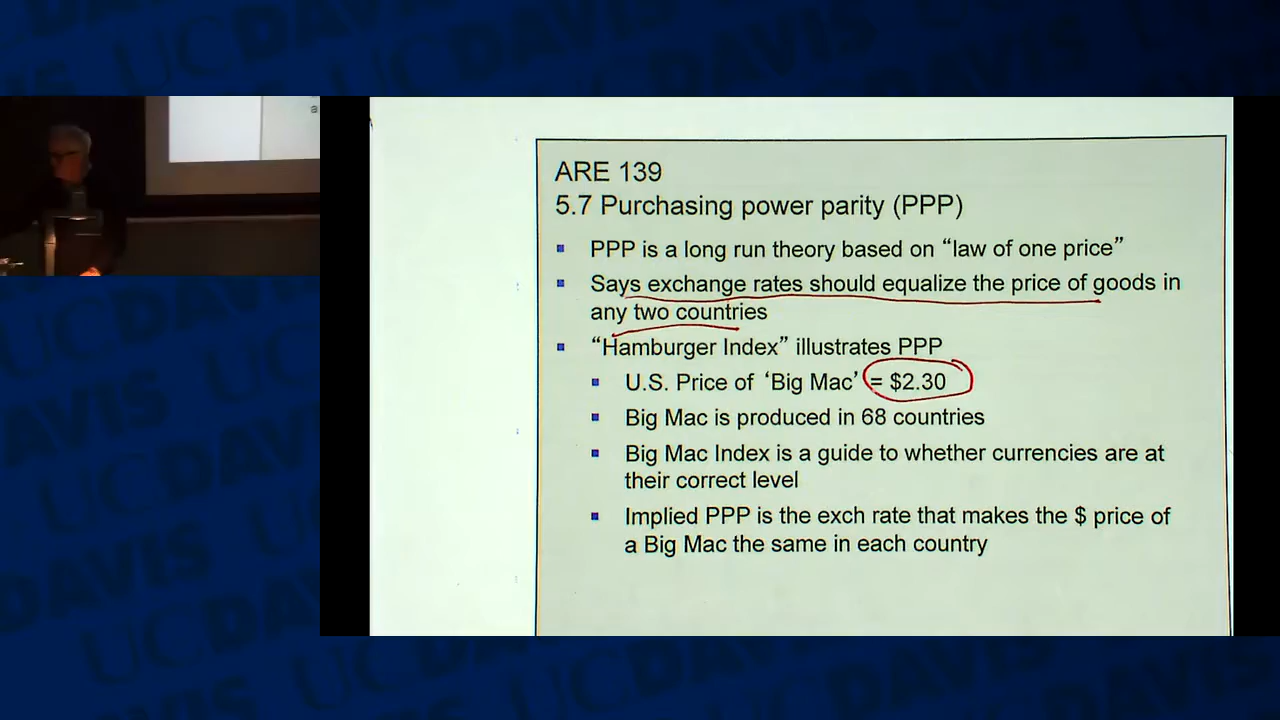 ARE 139
5.7 Purchasing power parity (PPP)
▪ PPP is a long run theory based on “law of one price”
▪ Says exchange rates should equalize the price of goods in
any two countries
▪ “Hamburger Index” illustrates PPP
▪ U.S. Price of ‘Big Mac’ = $2.30
▪ Big Mac is produced in 68 countries
▪ Big Mac Index is a guide to whether currencies are at
their correct level
▪ Implied PPP is the exch rate that makes the $ price of
a Big Mac the same in each country
UC DAVIS